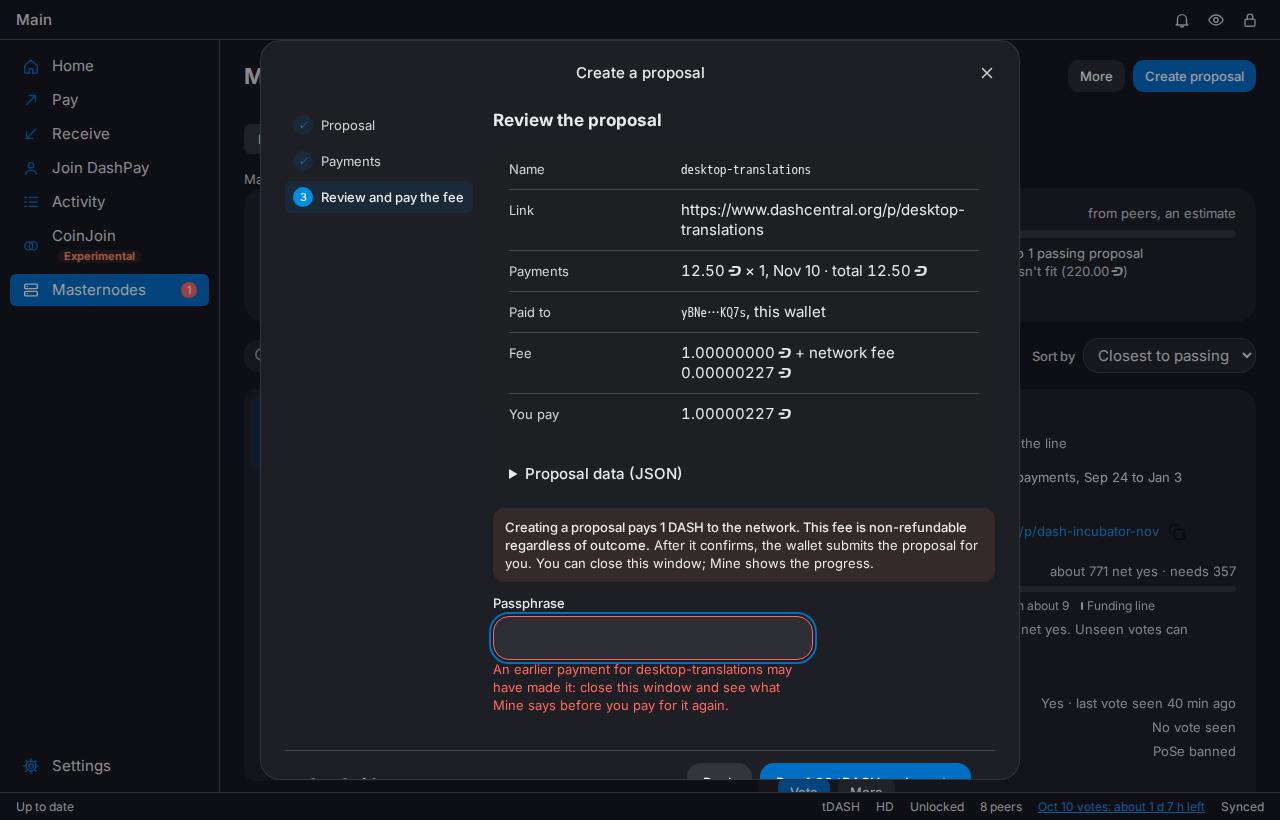 Main
Home
Pay
Receive
Join DashPay
Activity
CoinJoin
Experimental
Masternodes
1
Settings
More
Create proposal
from peers, an estimate
1 passing proposal
(220.00)
Sort by
Closest to passing
the line
payments, Sep 24 to Jan 3
/p/dash-incubator-nov
about 771 net yes · needs 357
about 9
Funding line
net yes. Unseen votes can
Yes · last vote seen 40 min ago
No vote seen
PoSe banned
Vote
More
Create a proposal
Proposal
Payments
3
Review and pay the fee
Review the proposal
Name
desktop-translations
Link
https://www.dashcentral.org/p/desktop-
translations
Payments
12.50 × 1, Nov 10 · total 12.50
Paid to
yBNe…KQ7s, this wallet
Fee
1.00000000 + network fee
0.00000227
You pay
1.00000227
Proposal data (JSON)
Creating a proposal pays 1 DASH to the network. This fee is non-refundable
regardless of outcome. After it confirms, the wallet submits the proposal for
you. You can close this window; Mine shows the progress.
Passphrase
An earlier payment for desktop-translations may
have made it: close this window and see what
Mine says before you pay for it again.
Up to date
tDASH
HD
Unlocked
8 peers
Oct 10 votes: about 1 d 7 h left
Synced